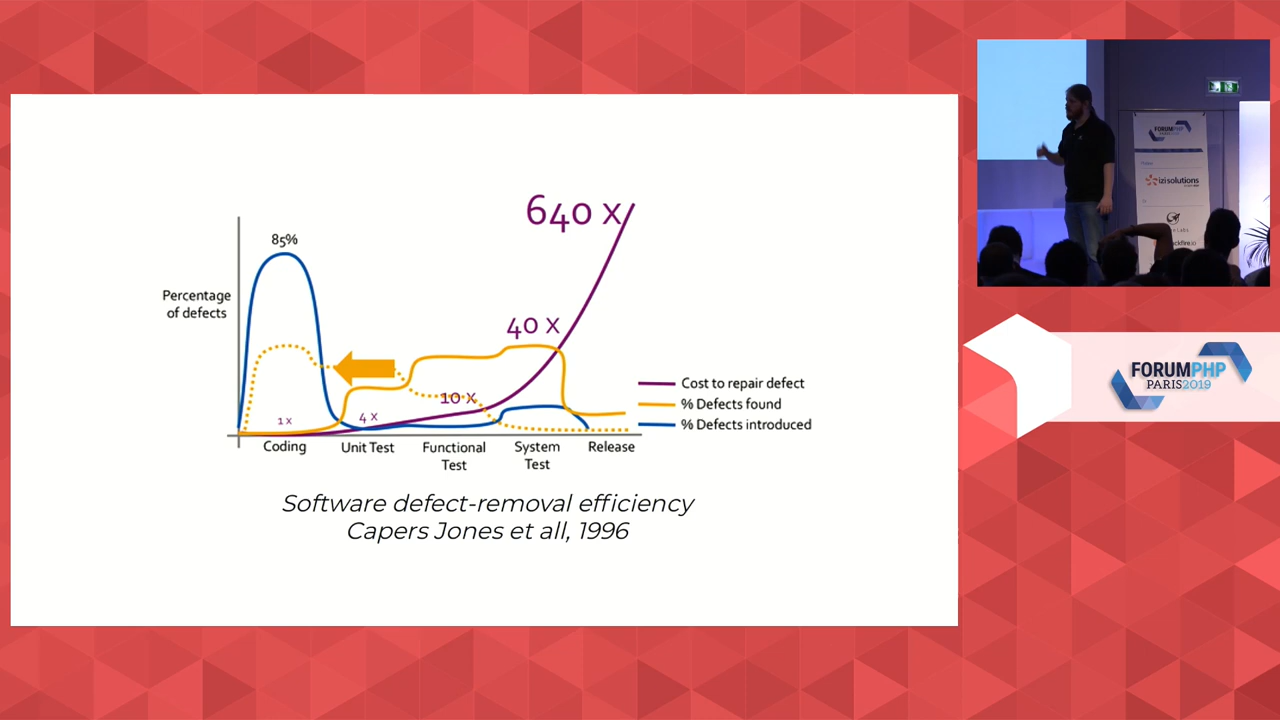 640 x
85%
40 x
Percentage
of defects
1 x
4 x
10 x
Cost to repair defect
% Defects found
% Defects introduced
Coding
Unit Test
Functional
Test
System
Test
Release
Software defect-removal efficiency
Capers Jones et all, 1996
FORUMPHP
izi solutions
FORUMPHP
PARIS2019